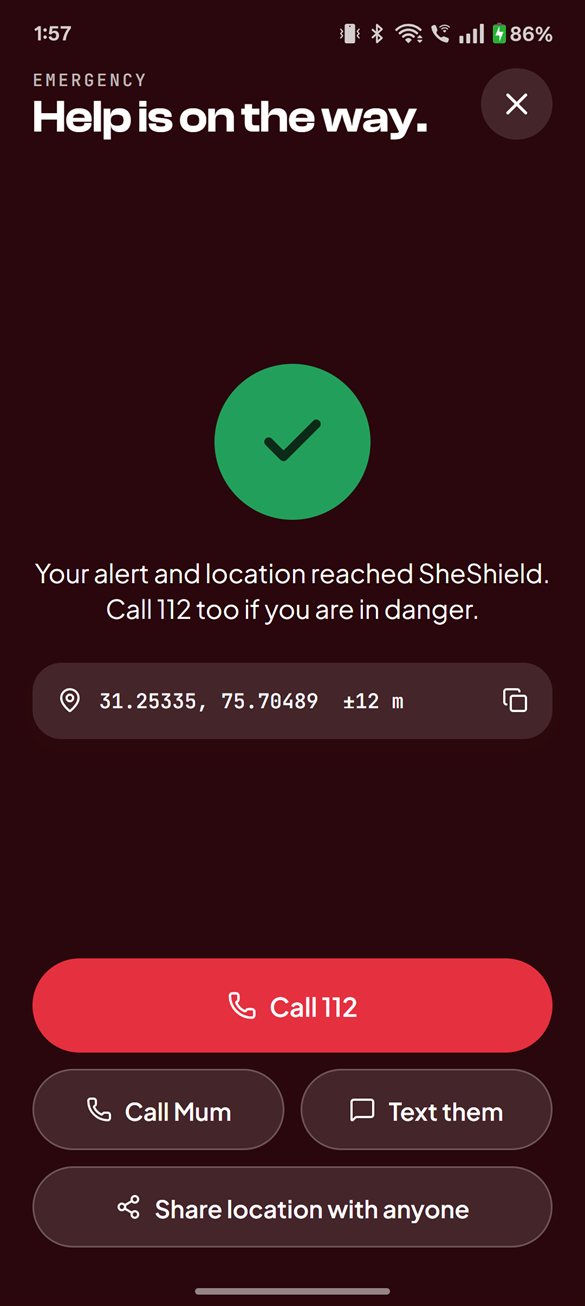 1:57
86%
EMERGENCY
Help is on the way.
Your alert and location reached SheShield.
Call 112 too if you are in danger.
31.25335, 75.70489 ±12 m
Call 112
Call Mum
Text them
Share location with anyone